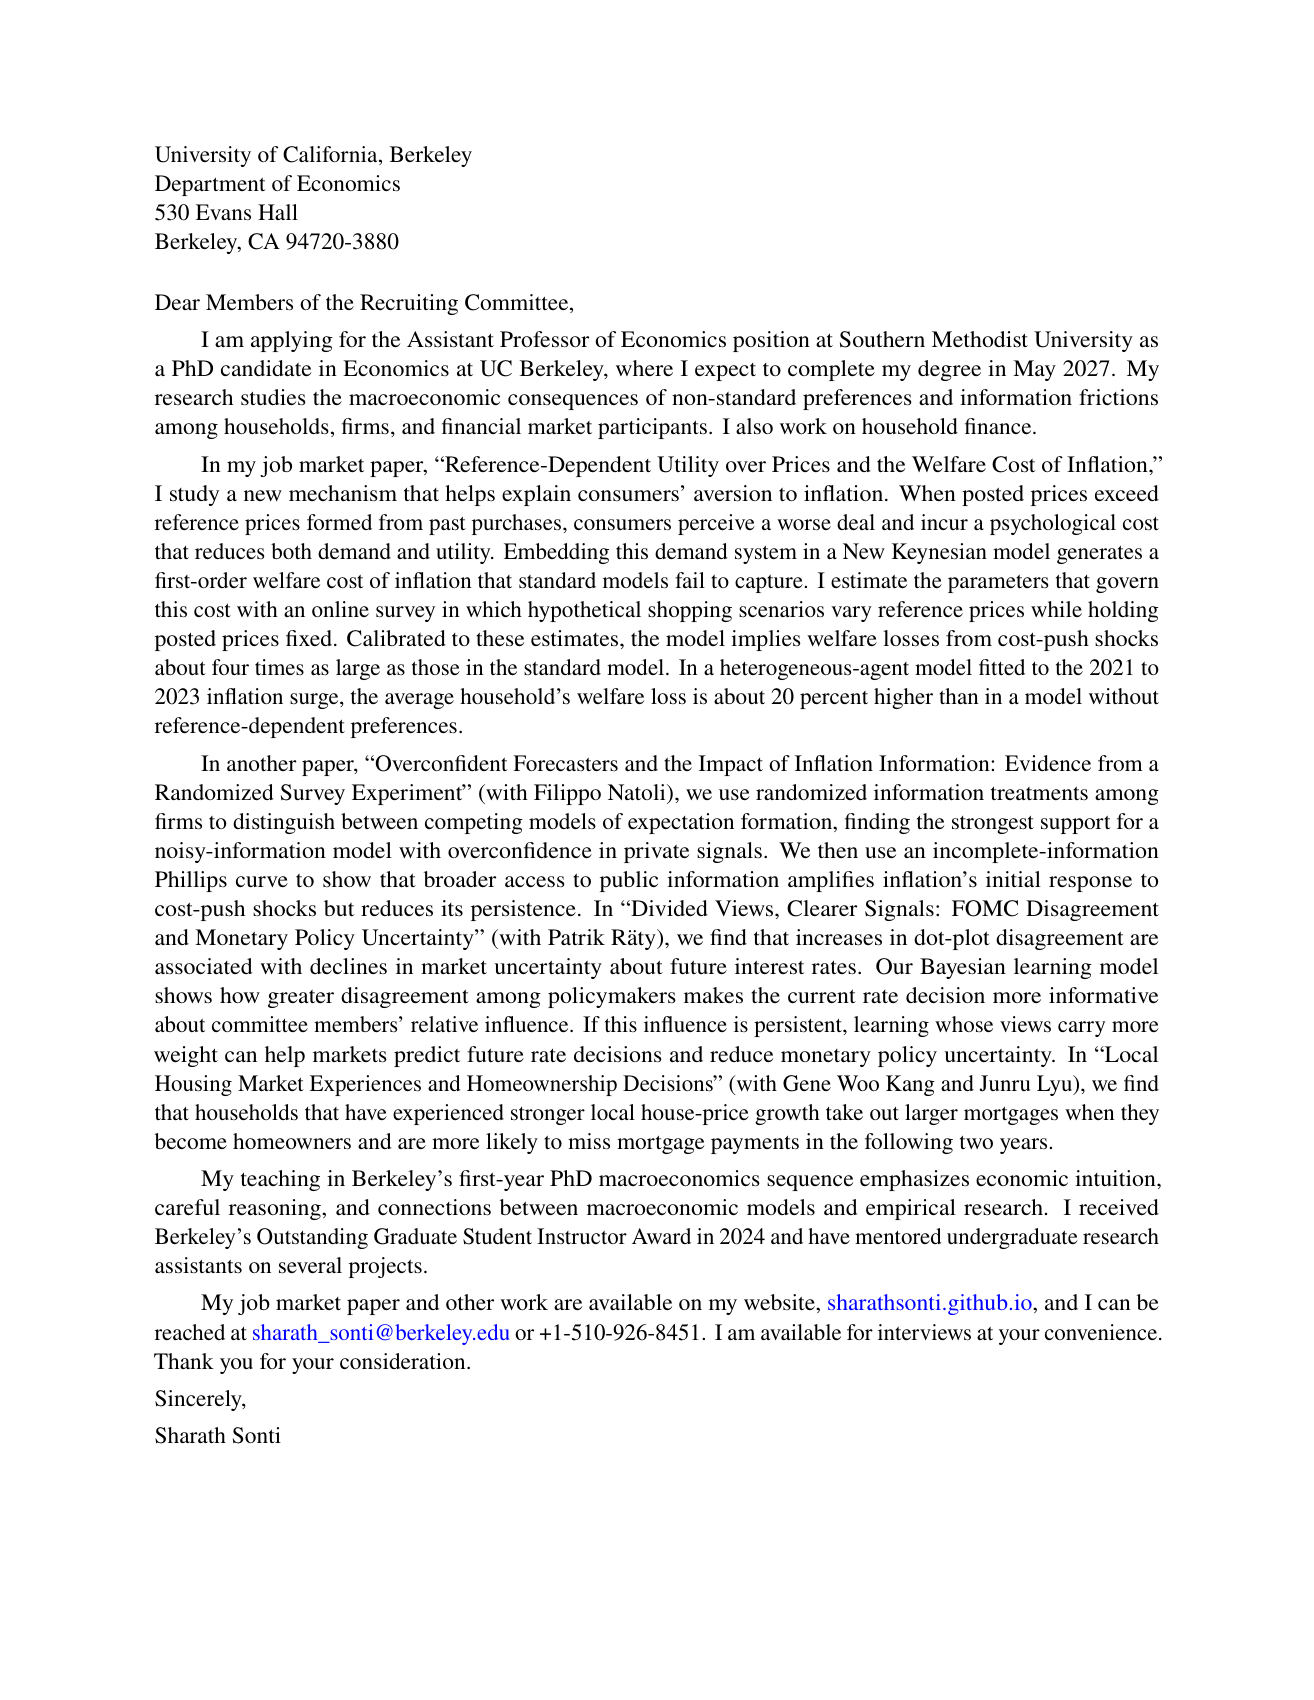 University of California, Berkeley
Department of Economics
530 Evans Hall
Berkeley, CA 94720-3880
Dear Members of the Recruiting Committee,
I am applying for the Assistant Professor of Economics position at Southern Methodist University as
a PhD candidate in Economics at UC Berkeley, where I expect to complete my degree in May 2027. My
research studies the macroeconomic consequences of non-standard preferences and information frictions
among households, firms, and financial market participants. I also work on household finance.
In my job market paper, “Reference-Dependent Utility over Prices and the Welfare Cost of Inflation,”
I study a new mechanism that helps explain consumers’ aversion to inflation. When posted prices exceed
reference prices formed from past purchases, consumers perceive a worse deal and incur a psychological cost
that reduces both demand and utility. Embedding this demand system in a New Keynesian model generates a
first-order welfare cost of inflation that standard models fail to capture. I estimate the parameters that govern
this cost with an online survey in which hypothetical shopping scenarios vary reference prices while holding
posted prices fixed. Calibrated to these estimates, the model implies welfare losses from cost-push shocks
about four times as large as those in the standard model. In a heterogeneous-agent model fitted to the 2021 to
2023 inflation surge, the average household’s welfare loss is about 20 percent higher than in a model without
reference-dependent preferences.
In another paper, “Overconfident Forecasters and the Impact of Inflation Information: Evidence from a
Randomized Survey Experiment” (with Filippo Natoli), we use randomized information treatments among
firms to distinguish between competing models of expectation formation, finding the strongest support for a
noisy-information model with overconfidence in private signals. We then use an incomplete-information
Phillips curve to show that broader access to public information amplifies inflation’s initial response to
cost-push shocks but reduces its persistence. In “Divided Views, Clearer Signals: FOMC Disagreement
and Monetary Policy Uncertainty” (with Patrik Räty), we find that increases in dot-plot disagreement are
associated with declines in market uncertainty about future interest rates. Our Bayesian learning model
shows how greater disagreement among policymakers makes the current rate decision more informative
about committee members’ relative influence. If this influence is persistent, learning whose views carry more
weight can help markets predict future rate decisions and reduce monetary policy uncertainty. In “Local
Housing Market Experiences and Homeownership Decisions” (with Gene Woo Kang and Junru Lyu), we find
that households that have experienced stronger local house-price growth take out larger mortgages when they
become homeowners and are more likely to miss mortgage payments in the following two years.
My teaching in Berkeley’s first-year PhD macroeconomics sequence emphasizes economic intuition,
careful reasoning, and connections between macroeconomic models and empirical research. I received
Berkeley’s Outstanding Graduate Student Instructor Award in 2024 and have mentored undergraduate research
assistants on several projects.
My job market paper and other work are available on my website, sharathsonti.github.io, and I can be
reached at sharath_sonti@berkeley.edu or +1-510-926-8451. I am available for interviews at your convenience.
Thank you for your consideration.
Sincerely,
Sharath Sonti